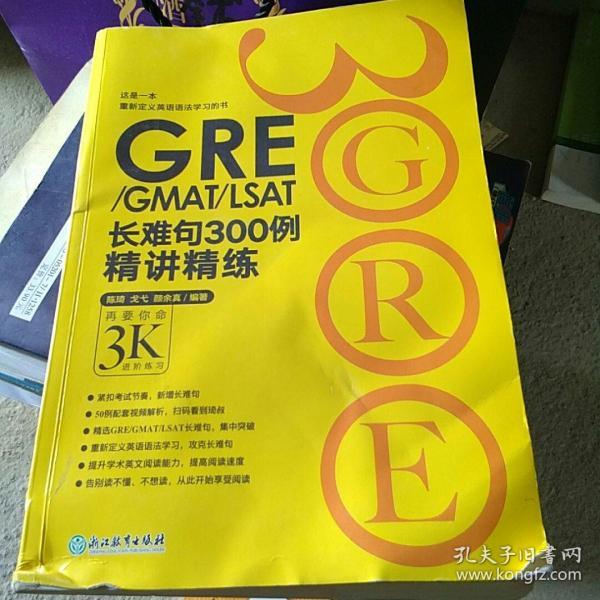 这是一本
重新定义英语语法学习的书
GRE
/GMAT/LSAT
长难句300例
精讲精练
陈琦 戈弋 颜余真/编著
再要你命
3K
进阶练习
紧扣考试节奏，新增长难句
50例配套视频解析，扫码看到琦叔
精选GRE/GMAT/LSAT长难句，集中突破
重新定义英语语法学习，攻克长难句
提升学术英文阅读能力，提高阅读速度
告别读不懂、不想读，从此开始享受阅读
浙江教育出版社
3
G
R
E
定价：33.90元
孔夫子旧书网
www.kongfz.com